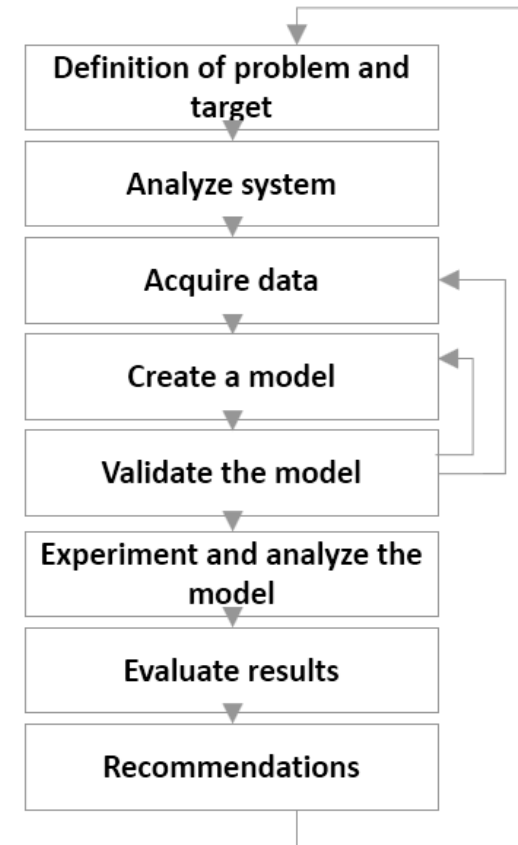 Definition of problem and
target
Analyze system
Acquire data
Create a model
Validate the model
Experiment and analyze the
model
Evaluate results
Recommendations